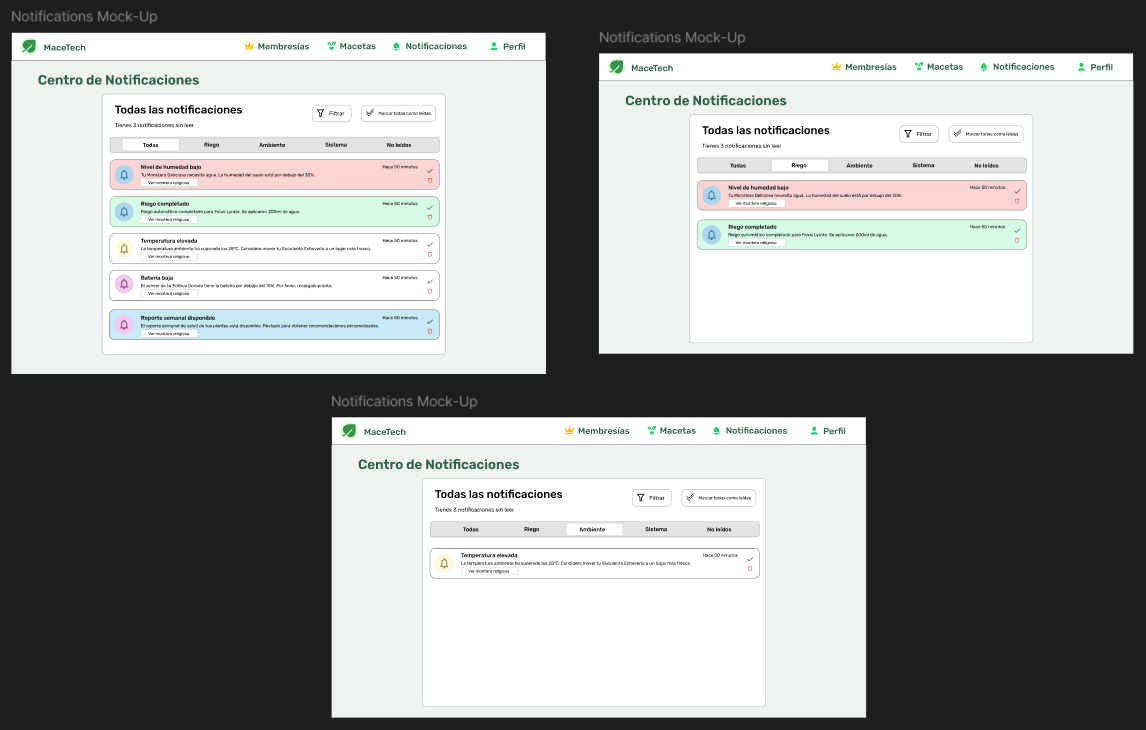 Notifications Mock-Up
MaceTech
Membresías Macetas Notificaciones Perfil
Centro de Notificaciones
Todas las notificaciones
Filtrar
Marcar todas como leídas
Tienes 3 notificaciones sin leer
Todas Riego Ambiente Sistema No leídos
Nivel de humedad bajo
Hace 50 minutos
Tu Monstera Deliciosa necesita agua. La humedad del suelo está por debajo del 30%.
Ver montera religiosa
Riego completado
Hace 50 minutos
Riego automático completado para Ficus Lyrata. Se aplicaron 200ml de agua.
Ver montera religiosa
Temperatura elevada
Hace 50 minutos
La temperatura ambiente ha superado los 28°C. Considera mover tu Suculenta Echeveria a un lugar más fresco.
Ver montera religiosa
Batería baja
Hace 50 minutos
El sensor de tu Pothos Dorado tiene la batería por debajo del 15%. Por favor, recárgalo pronto.
Ver montera religiosa
Reporte semanal disponible
Hace 50 minutos
El reporte semanal de salud de tus plantas está disponible. Revísalo para obtener recomendaciones personalizadas.
Ver montera religiosa
Notifications Mock-Up
MaceTech
Membresías Macetas Notificaciones Perfil
Centro de Notificaciones
Todas las notificaciones
Filtrar
Marcar todas como leídas
Tienes 3 notificaciones sin leer
Todas Riego Ambiente Sistema No leídos
Nivel de humedad bajo
Hace 50 minutos
Tu Monstera Deliciosa necesita agua. La humedad del suelo está por debajo del 30%.
Ver montera religiosa
Riego completado
Hace 50 minutos
Riego automático completado para Ficus Lyrata. Se aplicaron 200ml de agua.
Ver montera religiosa
Notifications Mock-Up
MaceTech
Membresías Macetas Notificaciones Perfil
Centro de Notificaciones
Todas las notificaciones
Filtrar
Marcar todas como leídas
Tienes 3 notificaciones sin leer
Todas Riego Ambiente Sistema No leídos
Temperatura elevada
Hace 50 minutos
La temperatura ambiente ha superado los 28°C. Considera mover tu Suculenta Echeveria a un lugar más fresco.
Ver montera religiosa